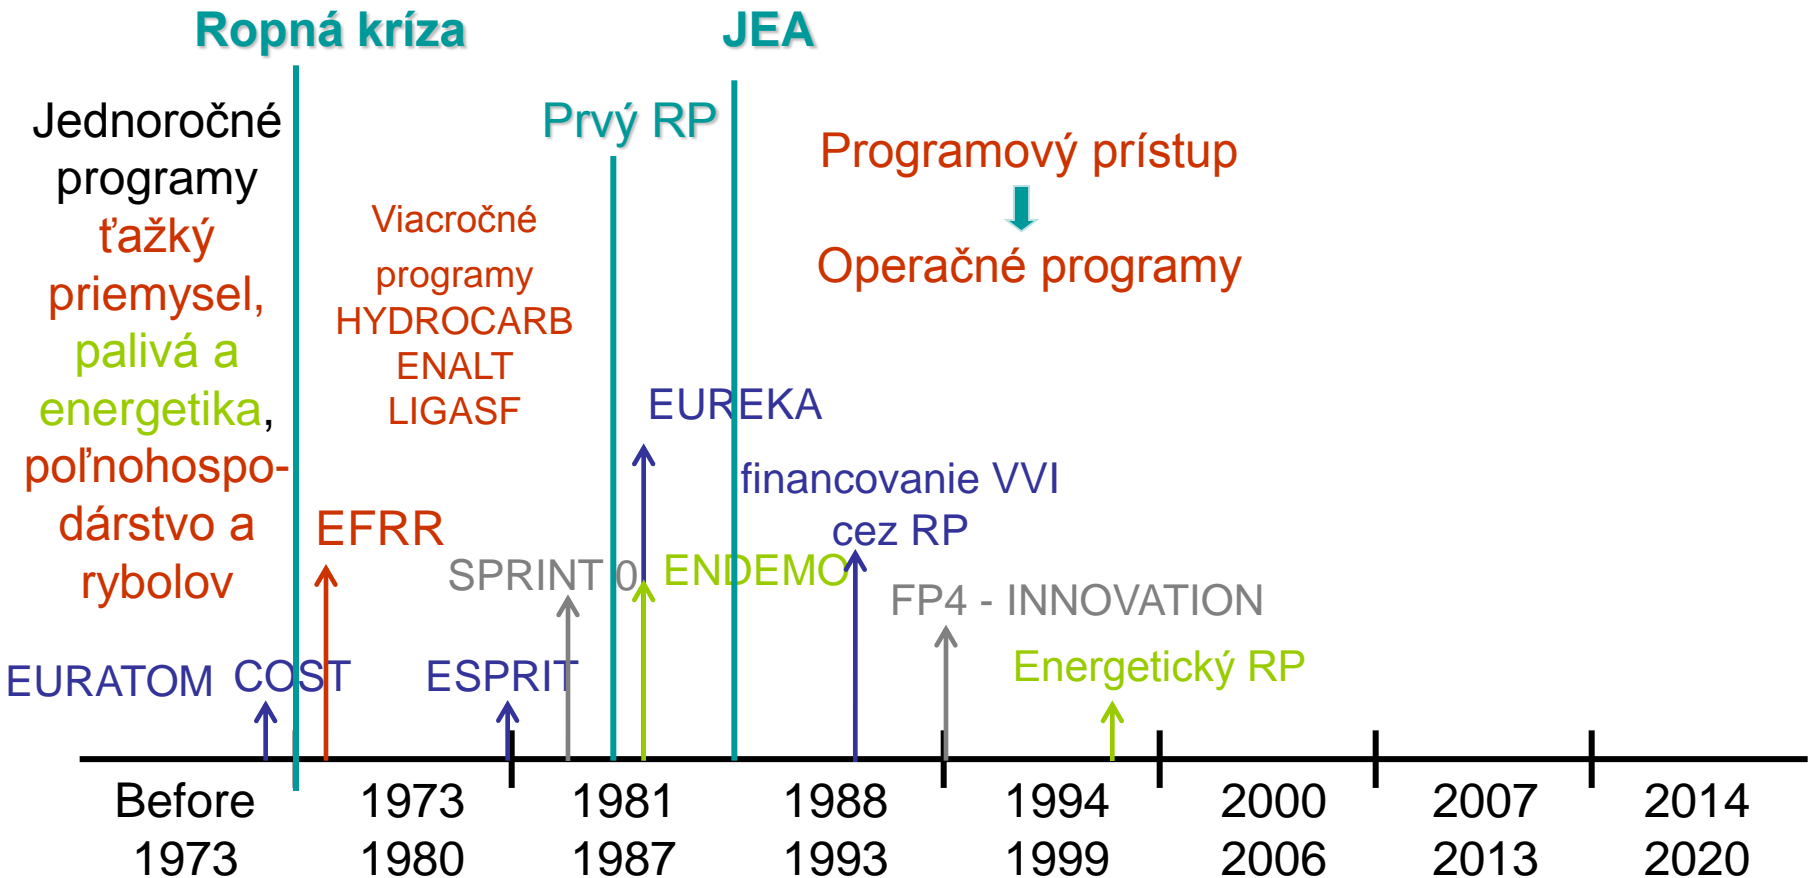 Ropná kríza
JEA
Jednoročné
programy
ťažký
priemysel,
palivá a
energetika,
poľnohospo-
dárstvo a
rybolov
Prvý RP
Programový prístup
Operačné programy
Viacročné
programy
HYDROCARB
ENALT
LIGASF
EUREKA
financovanie VVI
cez RP
EFRR
SPRINT 0
ENDEMO
FP4 - INNOVATION
EURATOM
COST
ESPRIT
Energetický RP
Before
1973
1973
1980
1981
1987
1988
1993
1994
1999
2000
2006
2007
2013
2014
2020